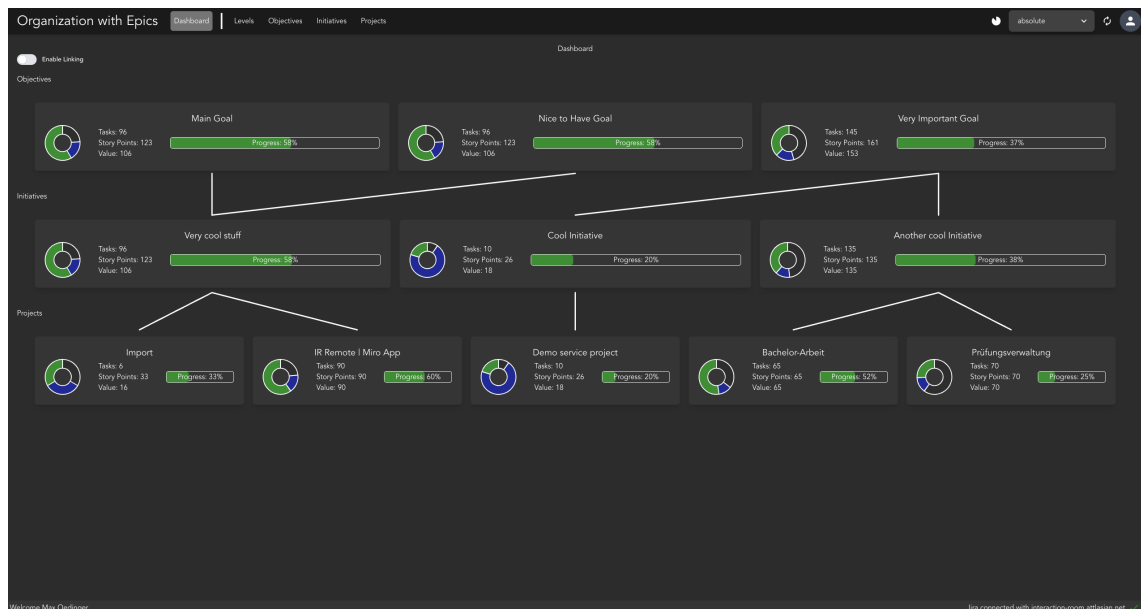 Organization with Epics Dashboard Levels Objectives Initiatives Projects absolute
Dashboard
Enable Linking
Objectives
Main Goal
Tasks: 96
Story Points: 123
Value: 106
Progress: 58%
Nice to Have Goal
Tasks: 96
Story Points: 123
Value: 106
Progress: 58%
Very Important Goal
Tasks: 145
Story Points: 161
Value: 153
Progress: 37%
Initiatives
Very cool stuff
Tasks: 96
Story Points: 123
Value: 106
Progress: 58%
Cool Initiative
Tasks: 10
Story Points: 26
Value: 18
Progress: 20%
Another cool Initiative
Tasks: 135
Story Points: 135
Value: 135
Progress: 38%
Projects
Import
Tasks: 6
Story Points: 33
Value: 16
Progress: 33%
IR Remote | Miro App
Tasks: 90
Story Points: 90
Value: 90
Progress: 60%
Demo service project
Tasks: 10
Story Points: 26
Value: 18
Progress: 20%
Bachelor-Arbeit
Tasks: 65
Story Points: 65
Value: 65
Progress: 52%
Prüfungsverwaltung
Tasks: 70
Story Points: 70
Value: 70
Progress: 25%
Welcome Max Oedinger
Jira connected with interaction-room.attlasian.net